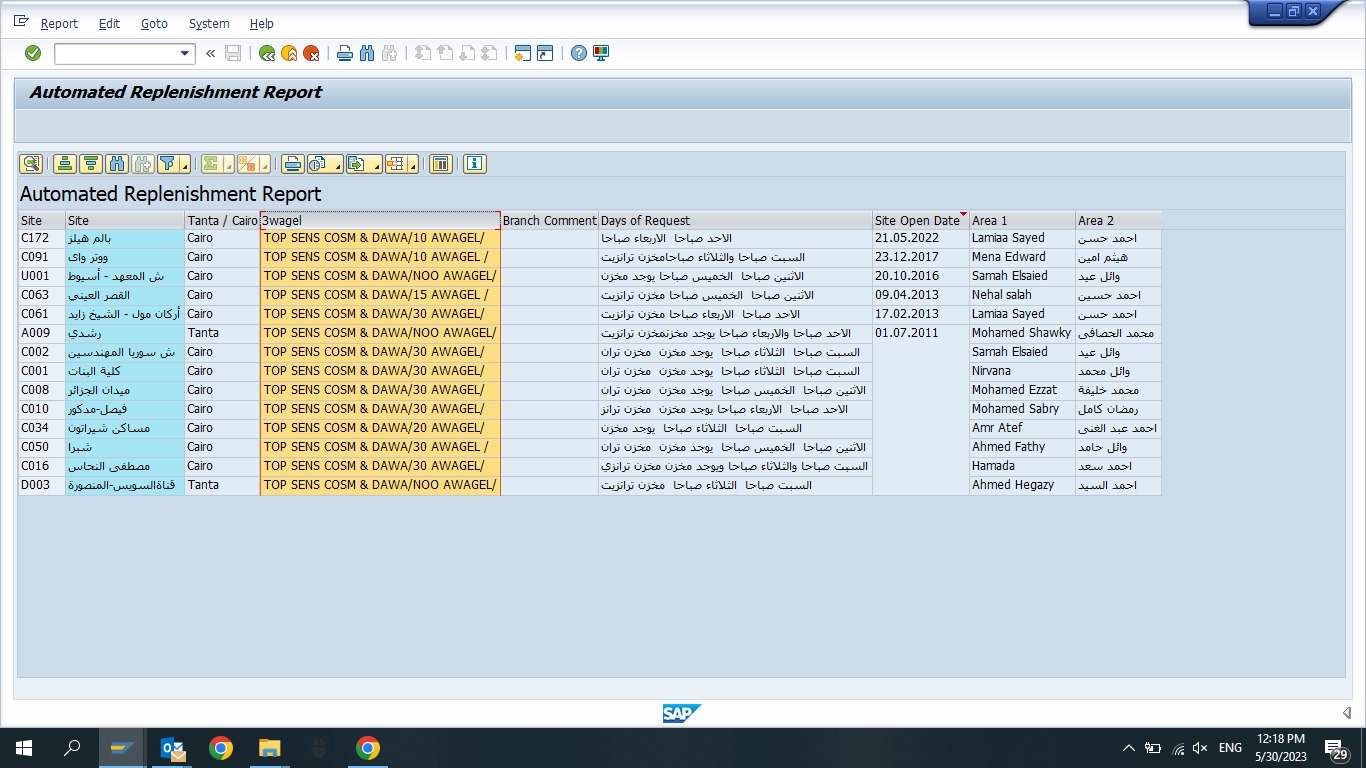 Report Edit Goto System Help
Automated Replenishment Report
Automated Replenishment Report
Site Site Tanta / Cairo 3wagel Branch Comment Days of Request Site Open Date Area 1 Area 2
C172 بالم هيلز Cairo TOP SENS COSM & DAWA/10 AWAGEL/ الاحد صباحا الاربعاء صباحا 21.05.2022 Lamiaa Sayed احمد حسن
C091 ووتر واى Cairo TOP SENS COSM & DAWA/10 AWAGEL / السبت صباحا والثلاثاء صباحامخزن ترانزيت 23.12.2017 Mena Edward هيثم امين
U001 ش المعهد - أسيوط Cairo TOP SENS COSM & DAWA/NOO AWAGEL/ الاثنين صباحا الخميس صباحا يوجد مخزن 20.10.2016 Samah Elsaied وائل عيد
C063 القصر العيني Cairo TOP SENS COSM & DAWA/15 AWAGEL / الاثنين صباحا الخميس صباحا مخزن ترانزيت 09.04.2013 Nehal salah احمد حسين
C061 أركان مول - الشيخ زايد Cairo TOP SENS COSM & DAWA/30 AWAGEL/ الاحد صباحا الاربعاء صباحا مخزن ترانزيت 17.02.2013 Lamiaa Sayed احمد حسن
A009 رشدي Tanta TOP SENS COSM & DAWA/NOO AWAGEL/ الاحد صباحا والاربعاء صباحا يوجد مخزنمخزن ترانزيت 01.07.2011 Mohamed Shawky محمد الحصافى
C002 ش سوريا المهندسين Cairo TOP SENS COSM & DAWA/30 AWAGEL/ السبت صباحا الثلاثاء صباحا يوجد مخزن مخزن تران Samah Elsaied وائل عيد
C001 كلية البنات Cairo TOP SENS COSM & DAWA/30 AWAGEL/ السبت صباحا الثلاثاء صباحا يوجد مخزن مخزن تران Nirvana وائل محمد
C008 ميدان الجزائر Cairo TOP SENS COSM & DAWA/30 AWAGEL/ الاثنين صباحا الخميس صباحا يوجد مخزن مخزن تران Mohamed Ezzat محمد خليفة
C010 فيصل-مدكور Cairo TOP SENS COSM & DAWA/30 AWAGEL/ الاحد صباحا الاربعاء صباحا يوجد مخزن مخزن ترانز Mohamed Sabry رمضان كامل
C034 مساكن شيراتون Cairo TOP SENS COSM & DAWA/20 AWAGEL/ السبت صباحا الثلاثاء صباحا يوجد مخزن Amr Atef احمد عبد الغنى
C050 شبرا Cairo TOP SENS COSM & DAWA/30 AWAGEL / الاثنين صباحا الخميس صباحا يوجد مخزن مخزن تران Ahmed Fathy وائل حامد
C016 مصطفى النحاس Cairo TOP SENS COSM & DAWA/30 AWAGEL/ السبت صباحا والثلاثاء صباحا ويوجد مخزن مخزن ترانزي Hamada احمد سعد
D003 قناةالسويس-المنصورة Tanta TOP SENS COSM & DAWA/NOO AWAGEL/ السبت صباحا الثلاثاء صباحا مخزن ترانزيت Ahmed Hegazy احمد السيد
SAP
ENG 12:18 PM
5/30/2023 29